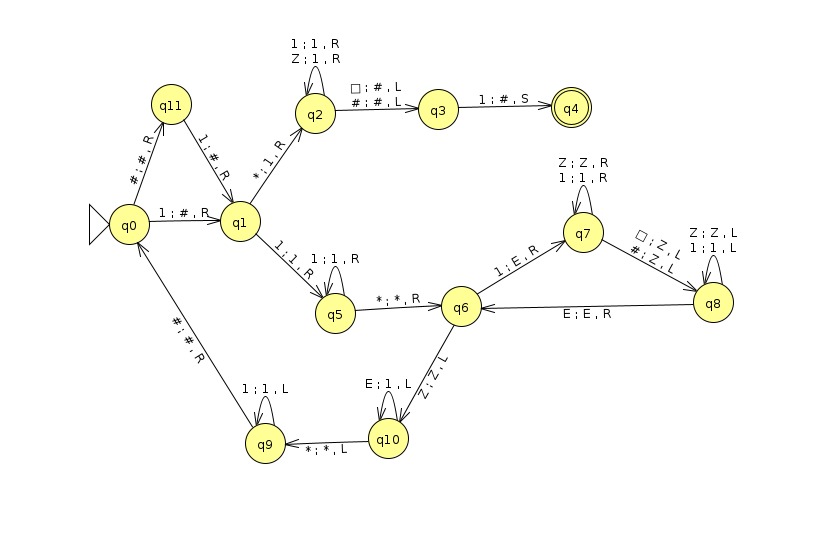 1 ; 1 , R
Z ; 1 , R
□ ; # , L
# ; # , L
1 ; # , S
q11
q2
q3
q4
# ; # , R
1 ; # , R
* ; 1 , R
Z ; Z , R
1 ; 1 , R
q0
1 ; # , R
q1
q7
□ ; Z , L
# ; Z , L
Z ; Z , L
1 ; 1 , L
1 ; 1 , R
1 ; 1 , R
1 ; E , R
q5
* ; * , R
q6
q8
E ; E , R
# ; # , R
1 ; 1 , L
E ; 1 , L
Z ; Z , L
q9
* ; * , L
q10